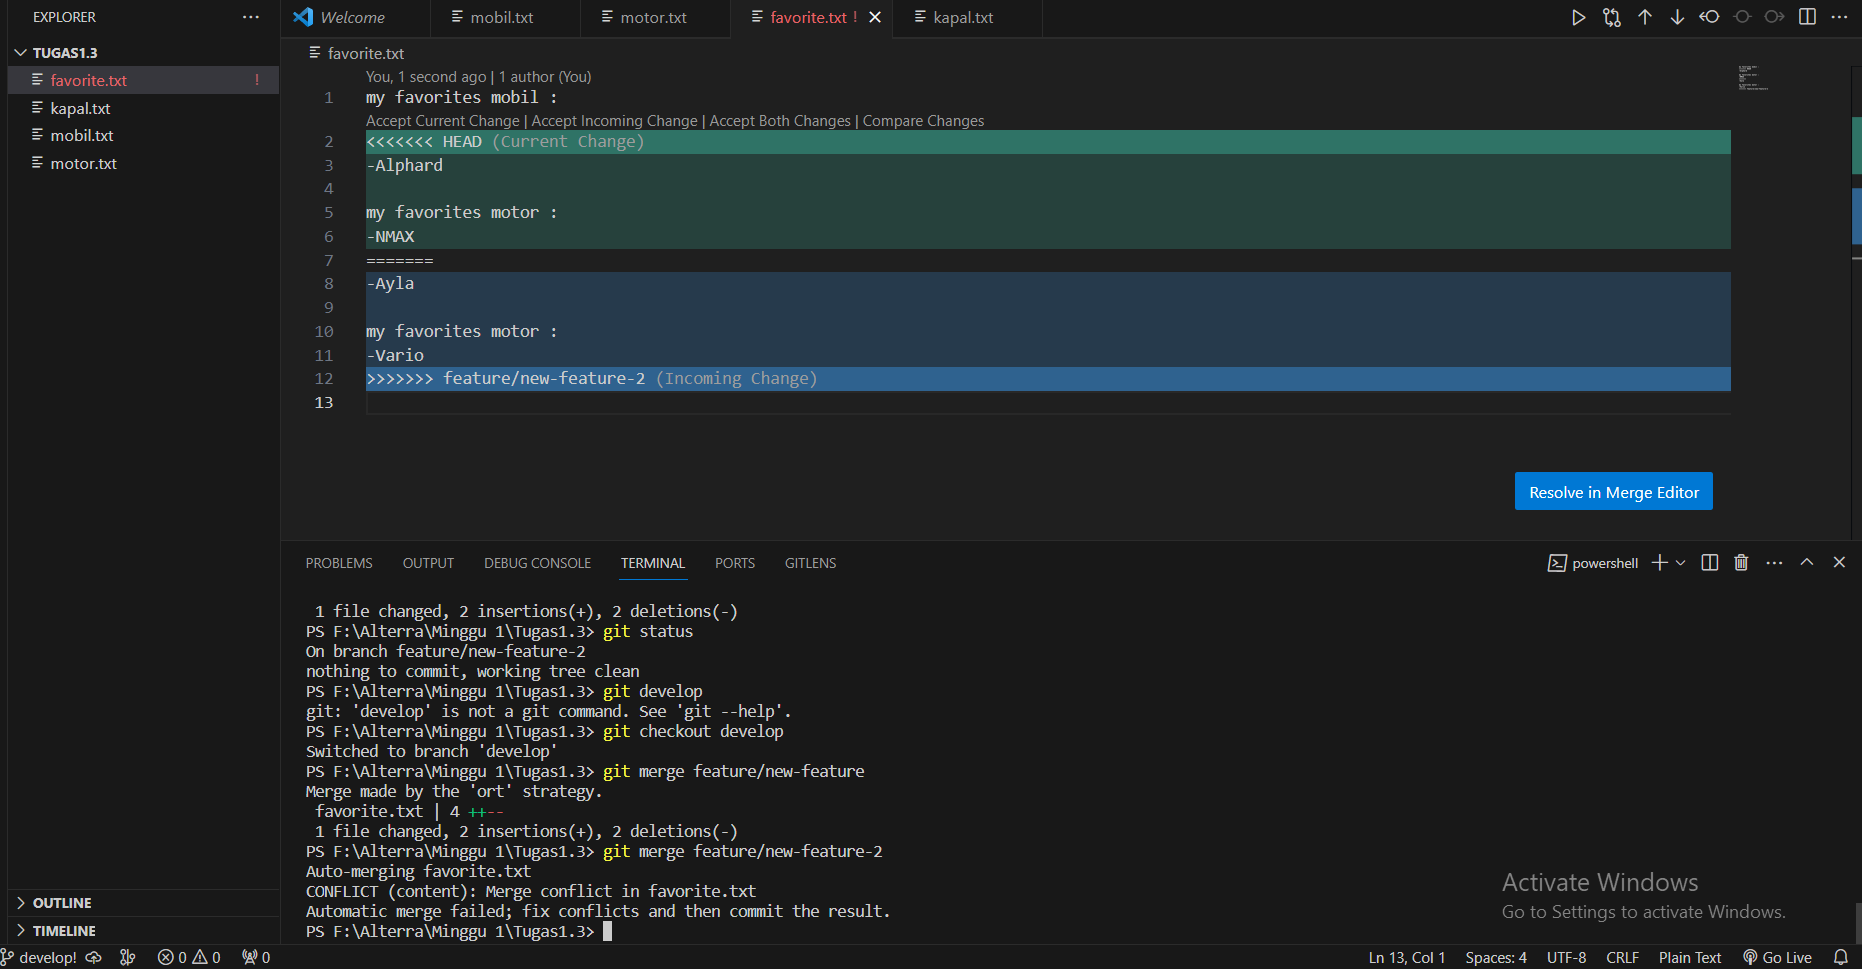 EXPLORER
TUGAS1.3
favorite.txt !
kapal.txt
mobil.txt
motor.txt
OUTLINE
TIMELINE
Welcome mobil.txt motor.txt favorite.txt ! kapal.txt
favorite.txt
You, 1 second ago | 1 author (You)
1 my favorites mobil :
Accept Current Change | Accept Incoming Change | Accept Both Changes | Compare Changes
2 <<<<<<< HEAD (Current Change)
3 -Alphard
4
5 my favorites motor :
6 -NMAX
7 =======
8 -Ayla
9
10 my favorites motor :
11 -Vario
12 >>>>>>> feature/new-feature-2 (Incoming Change)
13
Resolve in Merge Editor
PROBLEMS OUTPUT DEBUG CONSOLE TERMINAL PORTS GITLENS
powershell
1 file changed, 2 insertions(+), 2 deletions(-)
PS F:\Alterra\Minggu 1\Tugas1.3> git status
On branch feature/new-feature-2
nothing to commit, working tree clean
PS F:\Alterra\Minggu 1\Tugas1.3> git develop
git: 'develop' is not a git command. See 'git --help'.
PS F:\Alterra\Minggu 1\Tugas1.3> git checkout develop
Switched to branch 'develop'
PS F:\Alterra\Minggu 1\Tugas1.3> git merge feature/new-feature
Merge made by the 'ort' strategy.
favorite.txt | 4 ++--
1 file changed, 2 insertions(+), 2 deletions(-)
PS F:\Alterra\Minggu 1\Tugas1.3> git merge feature/new-feature-2
Auto-merging favorite.txt
CONFLICT (content): Merge conflict in favorite.txt
Automatic merge failed; fix conflicts and then commit the result.
PS F:\Alterra\Minggu 1\Tugas1.3>
Activate Windows
Go to Settings to activate Windows.
develop! 0 0 0 Ln 13, Col 1 Spaces: 4 UTF-8 CRLF Plain Text Go Live